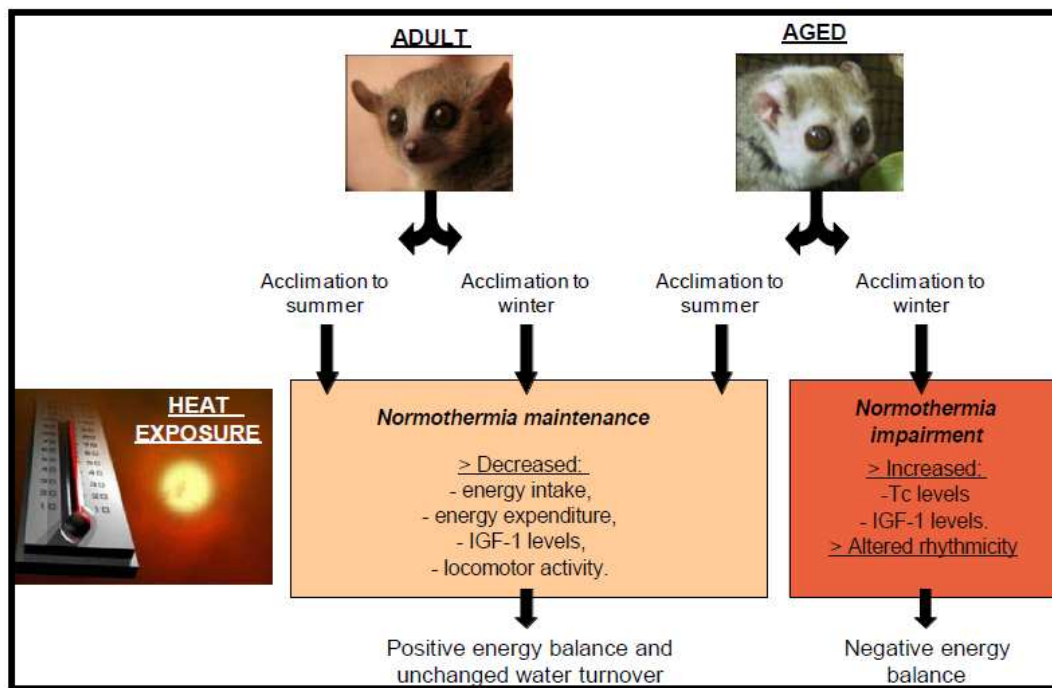 ADULT
AGED
Acclimation to
summer
Acclimation to
winter
Acclimation to
summer
Acclimation to
winter
HEAT
EXPOSURE
Normothermia maintenance
> Decreased:
- energy intake,
- energy expenditure,
- IGF-1 levels,
- locomotor activity.
Normothermia
impairment
> Increased:
-Tc levels
- IGF-1 levels.
> Altered rhythmicity
Positive energy balance and
unchanged water turnover
Negative energy
balance